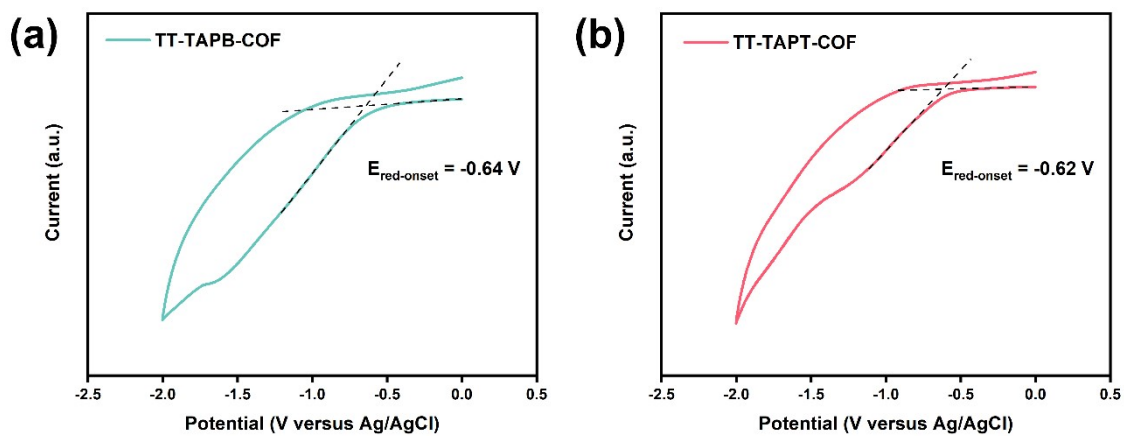 (a)
TT-TAPB-COF
E_red-onset = -0.64 V
Current (a.u.)
-2.5 -2.0 -1.5 -1.0 -0.5 0.0 0.5
Potential (V versus Ag/AgCl)
(b)
TT-TAPT-COF
E_red-onset = -0.62 V
Current (a.u.)
-2.5 -2.0 -1.5 -1.0 -0.5 0.0 0.5
Potential (V versus Ag/AgCl)